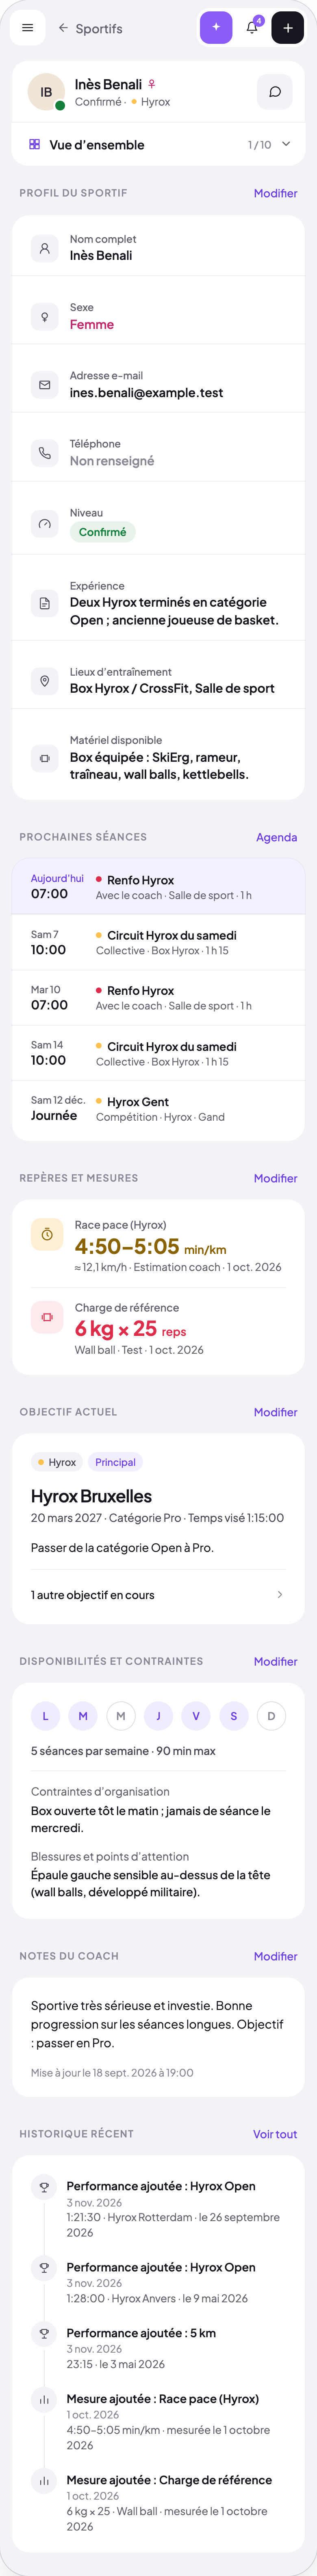 Sportifs
4
IB
Inès Benali
Confirmé · Hyrox
Vue d’ensemble
1 / 10
PROFIL DU SPORTIF
Modifier
Nom complet
Inès Benali
Sexe
Femme
Adresse e-mail
ines.benali@example.test
Téléphone
Non renseigné
Niveau
Confirmé
Expérience
Deux Hyrox terminés en catégorie
Open ; ancienne joueuse de basket.
Lieux d’entraînement
Box Hyrox / CrossFit, Salle de sport
Matériel disponible
Box équipée : SkiErg, rameur,
traîneau, wall balls, kettlebells.
PROCHAINES SÉANCES
Agenda
Aujourd’hui
07:00
Renfo Hyrox
Avec le coach · Salle de sport · 1 h
Sam 7
10:00
Circuit Hyrox du samedi
Collective · Box Hyrox · 1 h 15
Mar 10
07:00
Renfo Hyrox
Avec le coach · Salle de sport · 1 h
Sam 14
10:00
Circuit Hyrox du samedi
Collective · Box Hyrox · 1 h 15
Sam 12 déc.
Journée
Hyrox Gent
Compétition · Hyrox · Gand
REPÈRES ET MESURES
Modifier
Race pace (Hyrox)
4:50–5:05 min/km
≈ 12,1 km/h · Estimation coach · 1 oct. 2026
Charge de référence
6 kg × 25 reps
Wall ball · Test · 1 oct. 2026
OBJECTIF ACTUEL
Modifier
Hyrox
Principal
Hyrox Bruxelles
20 mars 2027 · Catégorie Pro · Temps visé 1:15:00
Passer de la catégorie Open à Pro.
1 autre objectif en cours
DISPONIBILITÉS ET CONTRAINTES
Modifier
L M M J V S D
5 séances par semaine · 90 min max
Contraintes d’organisation
Box ouverte tôt le matin ; jamais de séance le
mercredi.
Blessures et points d’attention
Épaule gauche sensible au-dessus de la tête
(wall balls, développé militaire).
NOTES DU COACH
Modifier
Sportive très sérieuse et investie. Bonne
progression sur les séances longues. Objectif
: passer en Pro.
Mise à jour le 18 sept. 2026 à 19:00
HISTORIQUE RÉCENT
Voir tout
Performance ajoutée : Hyrox Open
3 nov. 2026
1:21:30 · Hyrox Rotterdam · le 26 septembre
2026
Performance ajoutée : Hyrox Open
3 nov. 2026
1:28:00 · Hyrox Anvers · le 9 mai 2026
Performance ajoutée : 5 km
3 nov. 2026
23:15 · le 3 mai 2026
Mesure ajoutée : Race pace (Hyrox)
1 oct. 2026
4:50–5:05 min/km · mesurée le 1 octobre
2026
Mesure ajoutée : Charge de référence
1 oct. 2026
6 kg × 25 · Wall ball · mesurée le 1 octobre
2026